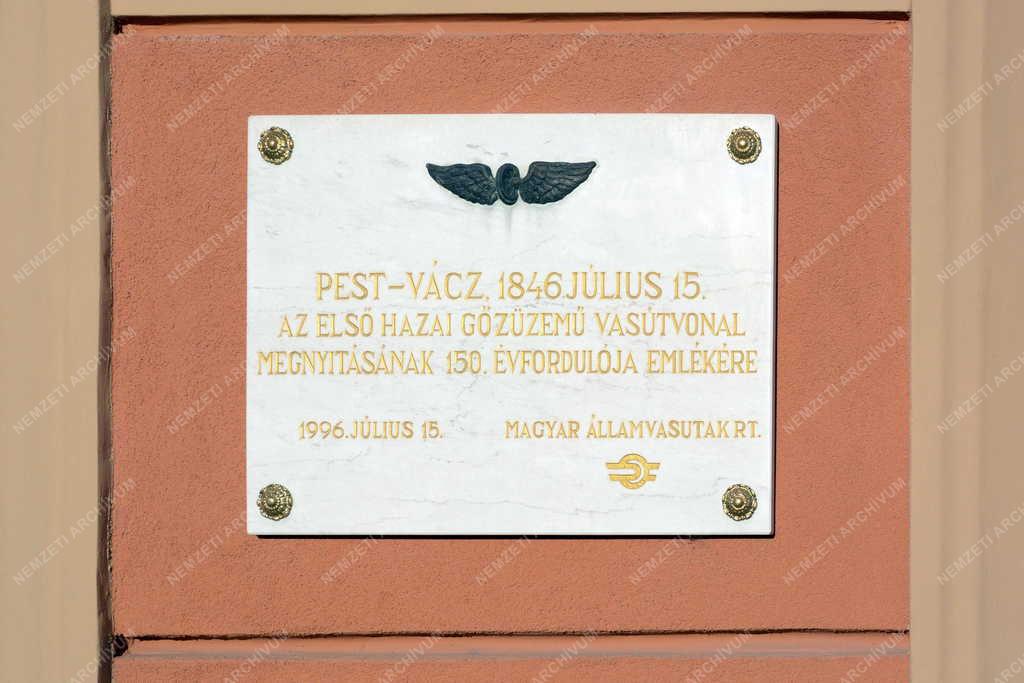 PEST-VÁCZ, 1846. JÚLIUS 15.
AZ ELSŐ HAZAI GŐZÜZEMŰ VASÚTVONAL
MEGNYITÁSÁNAK 150. ÉVFORDULÓJA EMLÉKÉRE
1996. JÚLIUS 15. MAGYAR ÁLLAMVASUTAK RT.
NEMZETI ARCHÍVUM